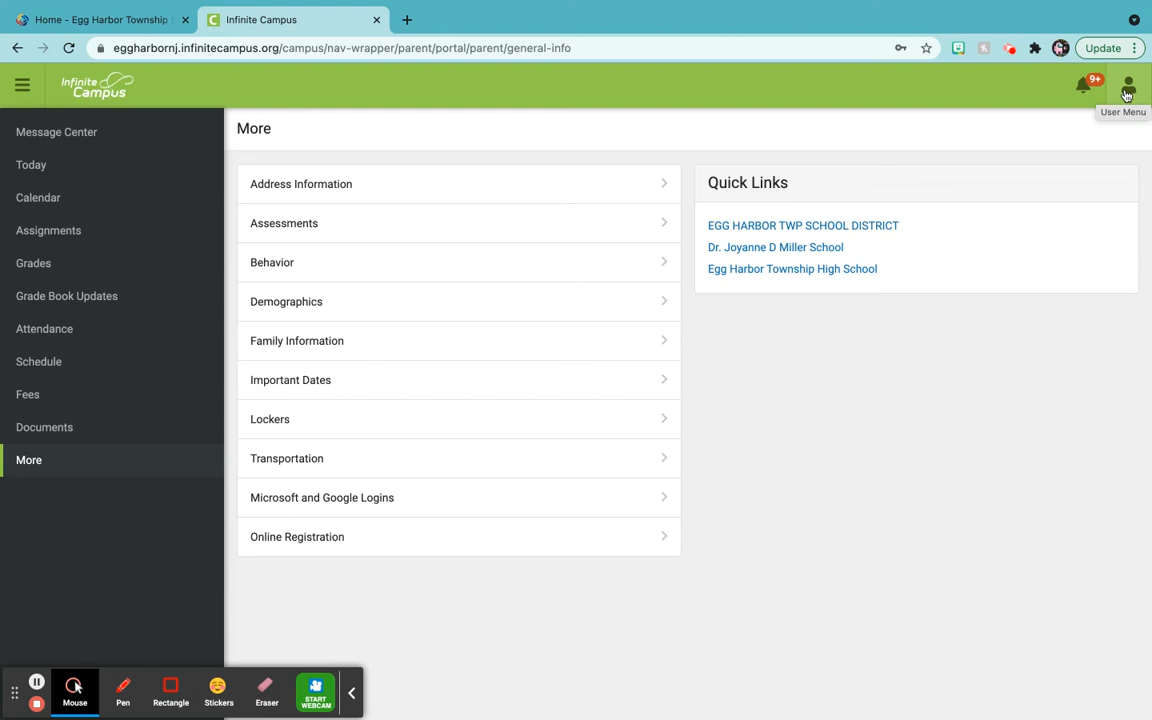 Home - Egg Harbor Township
Infinite Campus
eggharbornj.infinitecampus.org/campus/nav-wrapper/parent/portal/parent/general-info
Update
Infinite Campus
9+
User Menu
Message Center
Today
Calendar
Assignments
Grades
Grade Book Updates
Attendance
Schedule
Fees
Documents
More
More
Address Information
Assessments
Behavior
Demographics
Family Information
Important Dates
Lockers
Transportation
Microsoft and Google Logins
Online Registration
Quick Links
EGG HARBOR TWP SCHOOL DISTRICT
Dr. Joyanne D Miller School
Egg Harbor Township High School
Mouse
Pen
Rectangle
Stickers
Eraser
START
WEBCAM